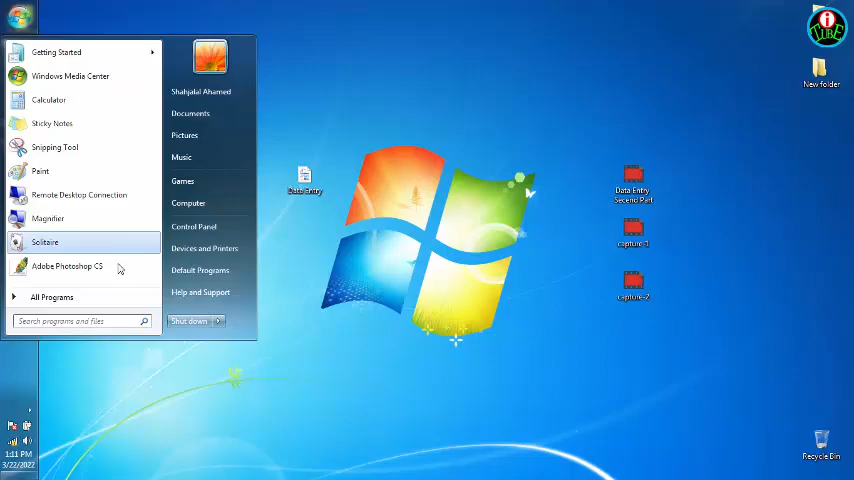 Getting Started
Windows Media Center
Calculator
Sticky Notes
Snipping Tool
Paint
Remote Desktop Connection
Magnifier
Solitaire
Adobe Photoshop CS
All Programs
Search programs and files
Shahjalal Ahamed
Documents
Pictures
Music
Games
Computer
Control Panel
Devices and Printers
Default Programs
Help and Support
Shut down
Data Entry
Data Entry
Secend Part
capture-1
capture-2
i
TUBE
New folder
Recycle Bin
1:11 PM
3/22/2022